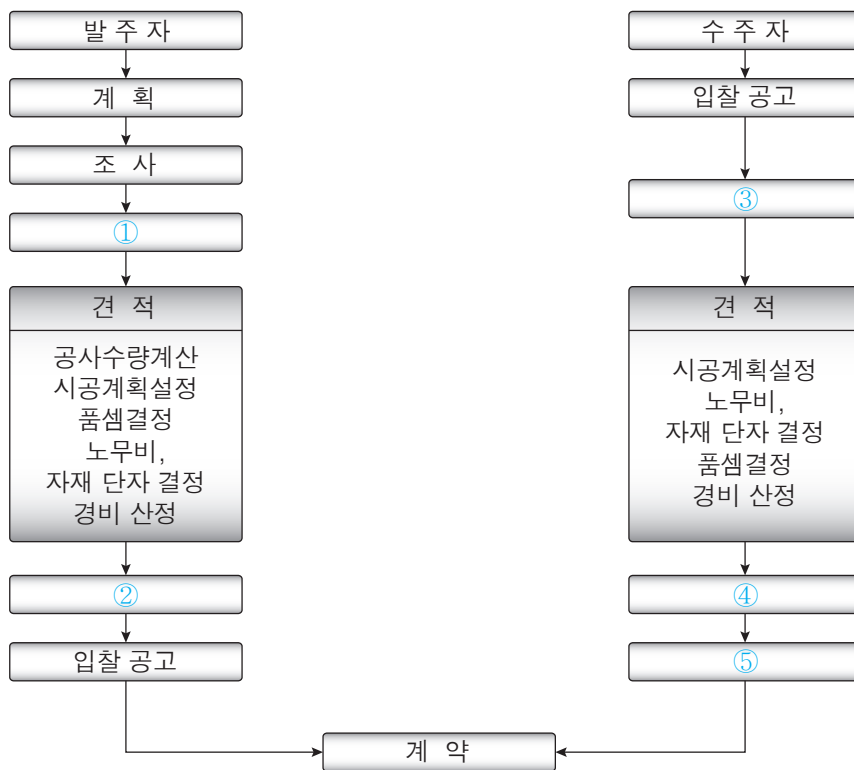 발 주 자
계 획
조 사
①
견 적
공사수량계산
시공계획설정
품셈결정
노무비,
자재 단자 결정
경비 산정
②
입찰 공고
수 주 자
입찰 공고
③
견 적
시공계획설정
노무비,
자재 단자 결정
품셈결정
경비 산정
④
⑤
계 약